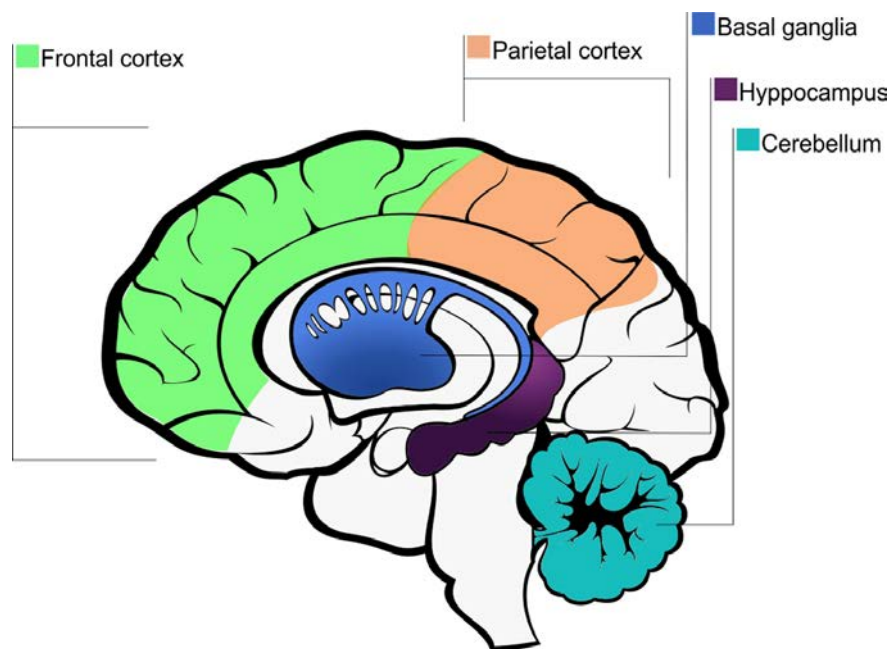 Basal ganglia
Frontal cortex
Parietal cortex
Hyppocampus
Cerebellum